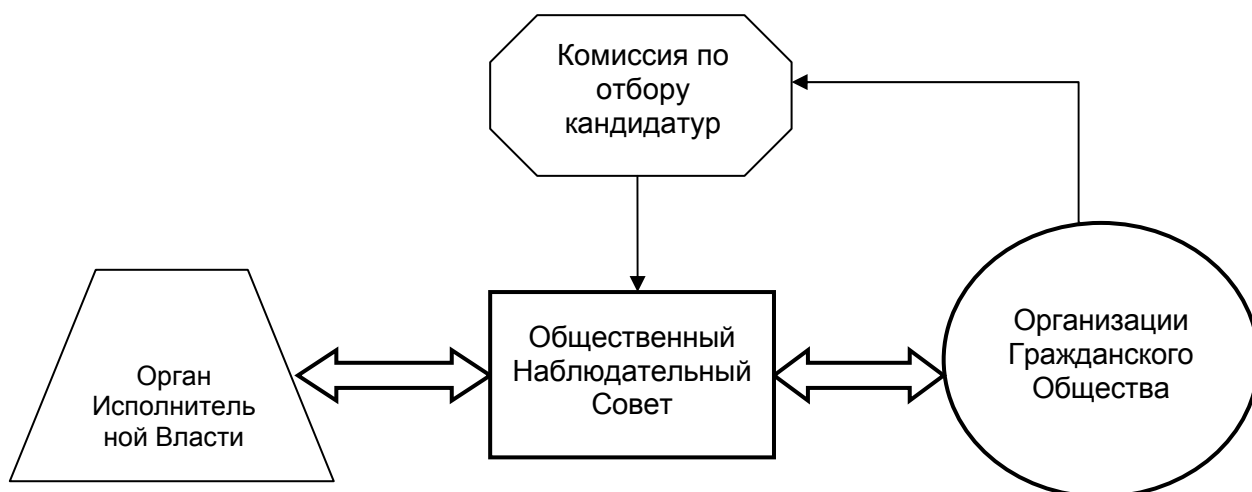 Комиссия по
отбору
кандидатур
Орган
Исполнитель
ной Власти
Общественный
Наблюдательный
Совет
Организации
Гражданского
Общества